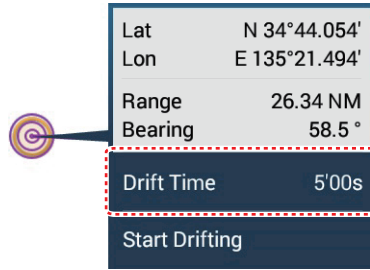 Lat N 34°44.054'
Lon E 135°21.494'
Range 26.34 NM
Bearing 58.5 °
Drift Time 5'00s
Start Drifting